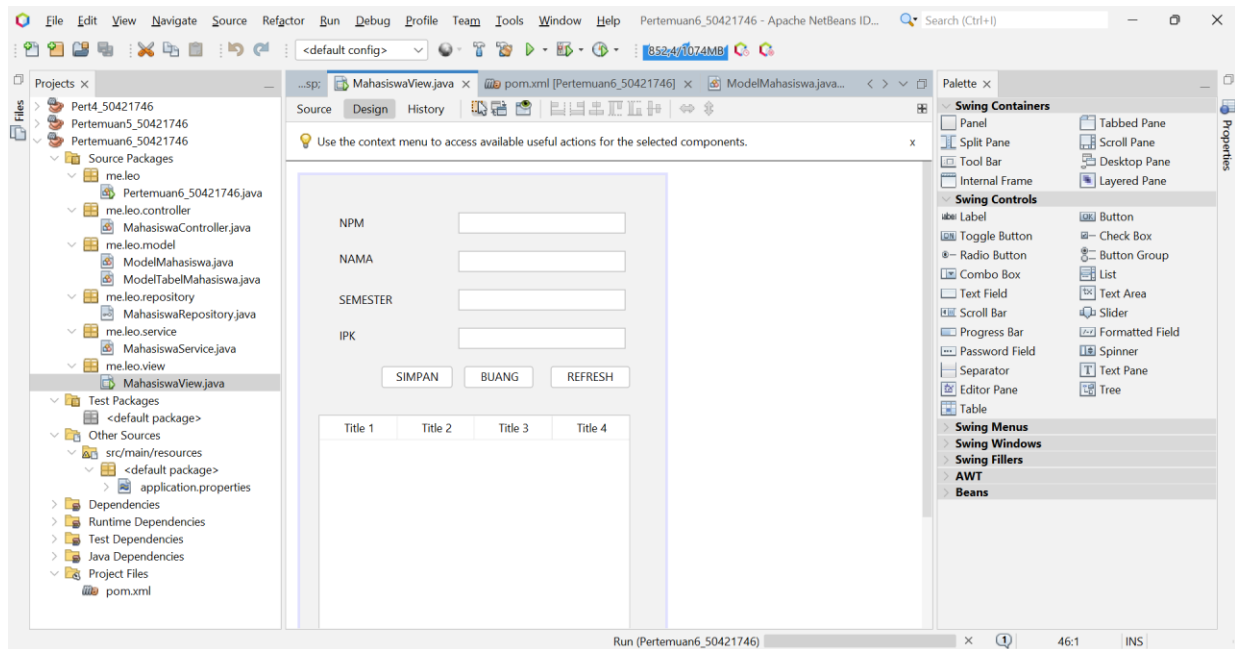 File Edit View Navigate Source Refactor Run Debug Profile Team Tools Window Help Pertemuan6_50421746 - Apache NetBeans ID... Search (Ctrl+I)
<default config> 852,4/1074MB
Projects
...sp; MahasiswaView.java pom.xml [Pertemuan6_50421746] ModelMahasiswa.java...
Palette
Files
Pert4_50421746
Pertemuan5_50421746
Pertemuan6_50421746
Source Packages
me.leo
Pertemuan6_50421746.java
me.leo.controller
MahasiswaController.java
me.leo.model
ModelMahasiswa.java
ModelTabelMahasiswa.java
me.leo.repository
MahasiswaRepository.java
me.leo.service
MahasiswaService.java
me.leo.view
MahasiswaView.java
Test Packages
<default package>
Other Sources
src/main/resources
<default package>
application.properties
Dependencies
Runtime Dependencies
Test Dependencies
Java Dependencies
Project Files
pom.xml
Source Design History
Use the context menu to access available useful actions for the selected components. x
NPM
NAMA
SEMESTER
IPK
SIMPAN BUANG REFRESH
Title 1 Title 2 Title 3 Title 4
Swing Containers
Panel Tabbed Pane
Split Pane Scroll Pane
Tool Bar Desktop Pane
Internal Frame Layered Pane
Swing Controls
Label Button
Toggle Button Check Box
Radio Button Button Group
Combo Box List
Text Field Text Area
Scroll Bar Slider
Progress Bar Formatted Field
Password Field Spinner
Separator Text Pane
Editor Pane Tree
Table
Swing Menus
Swing Windows
Swing Fillers
AWT
Beans
Properties
Run (Pertemuan6_50421746) 1 46:1 INS